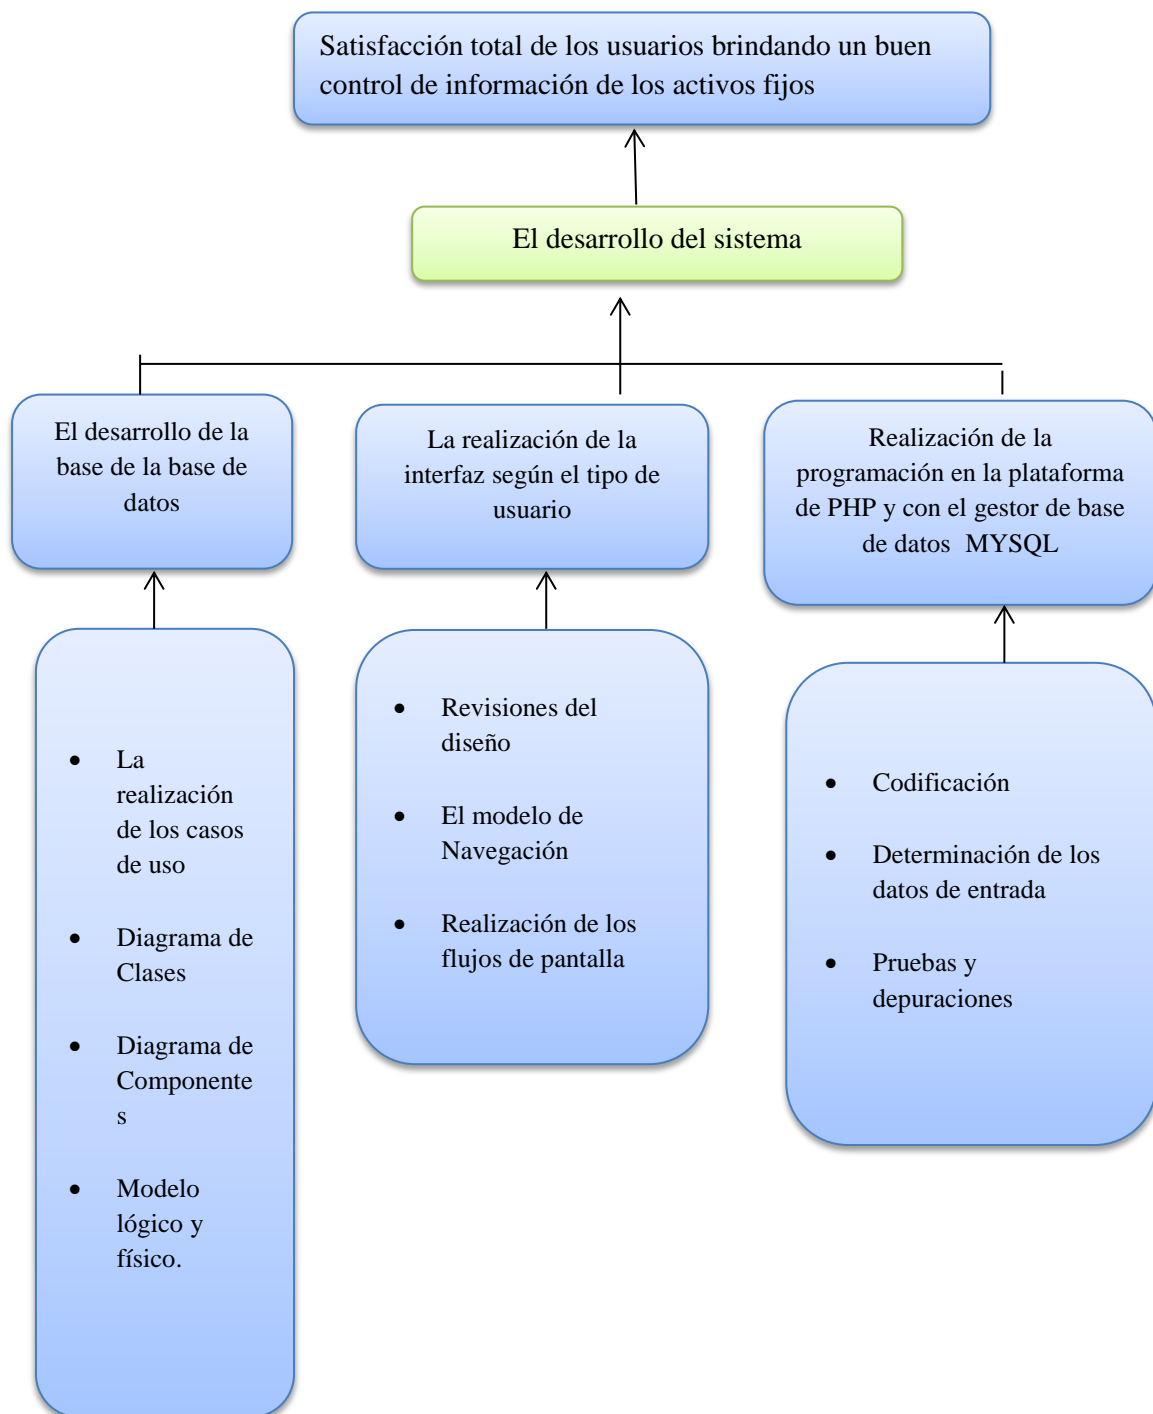 Satisfacción total de los usuarios brindando un buen
control de información de los activos fijos
El desarrollo del sistema
El desarrollo de la
base de la base de
datos
La realización de la
interfaz según el tipo de
usuario
Realización de la
programación en la plataforma
de PHP y con el gestor de base
de datos  MYSQL
• La
realización
de los casos
de uso
• Diagrama de
Clases
• Diagrama de
Componente
s
• Modelo
lógico y
físico.
• Revisiones del
diseño
• El modelo de
Navegación
• Realización de los
flujos de pantalla
• Codificación
• Determinación de los
datos de entrada
• Pruebas y
depuraciones